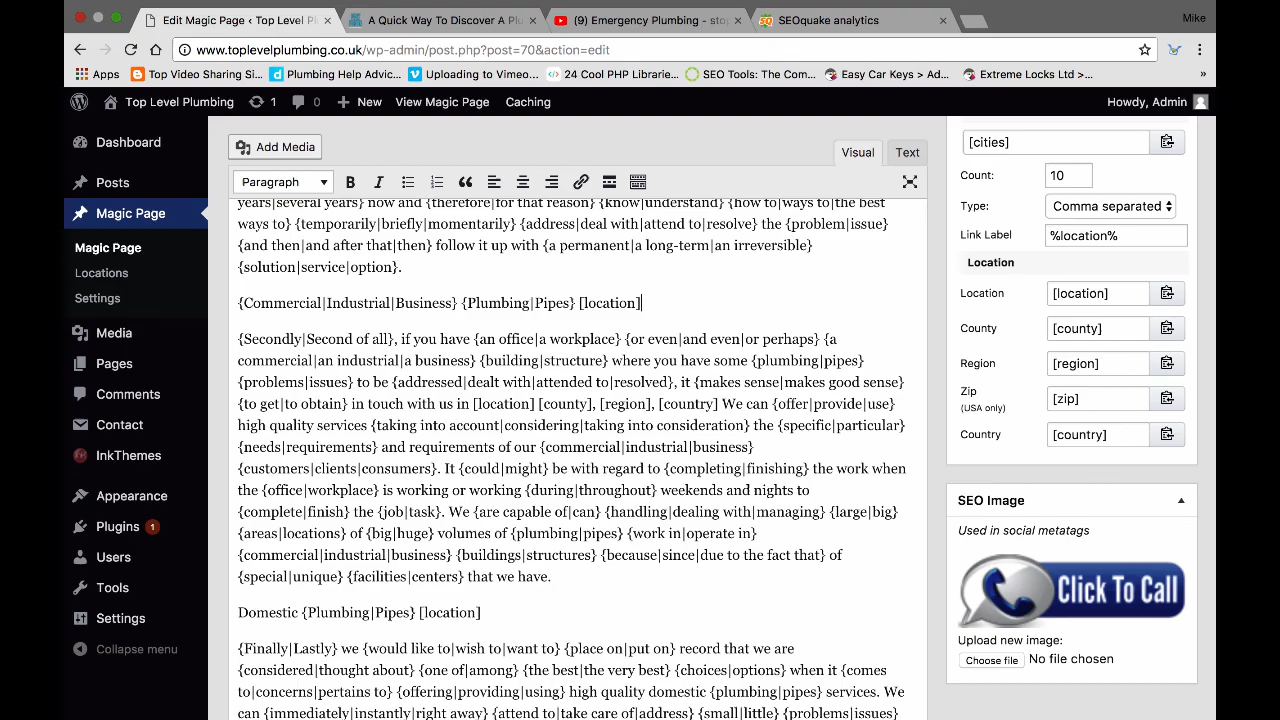 Edit Magic Page ‹ Top Level Pl
A Quick Way To Discover A Plu
(9) Emergency Plumbing - sto
SEOquake analytics
Mike
www.toplevelplumbing.co.uk/wp-admin/post.php?post=70&action=edit
Apps
Top Video Sharing Si...
Plumbing Help Advic...
Uploading to Vimeo...
24 Cool PHP Librarie...
SEO Tools: The Com...
Easy Car Keys > Ad...
Extreme Locks Ltd >...
»
Top Level Plumbing
1
0
New
View Magic Page
Caching
Howdy, Admin
Dashboard
Posts
Magic Page
Magic Page
Locations
Settings
Media
Pages
Comments
Contact
InkThemes
Appearance
Plugins 1
Users
Tools
Settings
Collapse menu
Add Media
Visual
Text
Paragraph
years|several years} now and {therefore|for that reason} {know|understand} {how to|ways to|the best
ways to} {temporarily|briefly|momentarily} {address|deal with|attend to|resolve} the {problem|issue}
{and then|and after that|then} follow it up with {a permanent|a long-term|an irreversible}
{solution|service|option}.
{Commercial|Industrial|Business} {Plumbing|Pipes} [location]
{Secondly|Second of all}, if you have {an office|a workplace} {or even|and even|or perhaps} {a
commercial|an industrial|a business} {building|structure} where you have some {plumbing|pipes}
{problems|issues} to be {addressed|dealt with|attended to|resolved}, it {makes sense|makes good sense}
{to get|to obtain} in touch with us in [location] [county], [region], [country] We can {offer|provide|use}
high quality services {taking into account|considering|taking into consideration} the {specific|particular}
{needs|requirements} and requirements of our {commercial|industrial|business}
{customers|clients|consumers}. It {could|might} be with regard to {completing|finishing} the work when
the {office|workplace} is working or working {during|throughout} weekends and nights to
{complete|finish} the {job|task}. We {are capable of|can} {handling|dealing with|managing} {large|big}
{areas|locations} of {big|huge} volumes of {plumbing|pipes} {work in|operate in}
{commercial|industrial|business} {buildings|structures} {because|since|due to the fact that} of
{special|unique} {facilities|centers} that we have.
Domestic {Plumbing|Pipes} [location]
{Finally|Lastly} we {would like to|wish to|want to} {place on|put on} record that we are
{considered|thought about} {one of|among} {the best|the very best} {choices|options} when it {comes
to|concerns|pertains to} {offering|providing|using} high quality domestic {plumbing|pipes} services. We
can {immediately|instantly|right away} {attend to|take care of|address} {small|little} {problems|issues}
[cities]
Count:
10
Type:
Comma separated
Link Label
%location%
Location
Location
[location]
County
[county]
Region
[region]
Zip
(USA only)
[zip]
Country
[country]
SEO Image
Used in social metatags
Click To Call
Upload new image:
Choose file
No file chosen